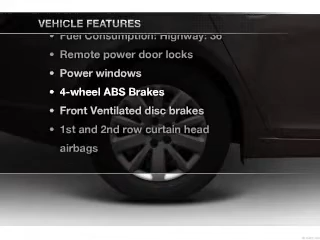 VEHICLE FEATURES
• Fuel Consumption: Highway: 36
• Remote power door locks
• Power windows
• 4-wheel ABS Brakes
• Front Ventilated disc brakes
• 1st and 2nd row curtain head
airbags